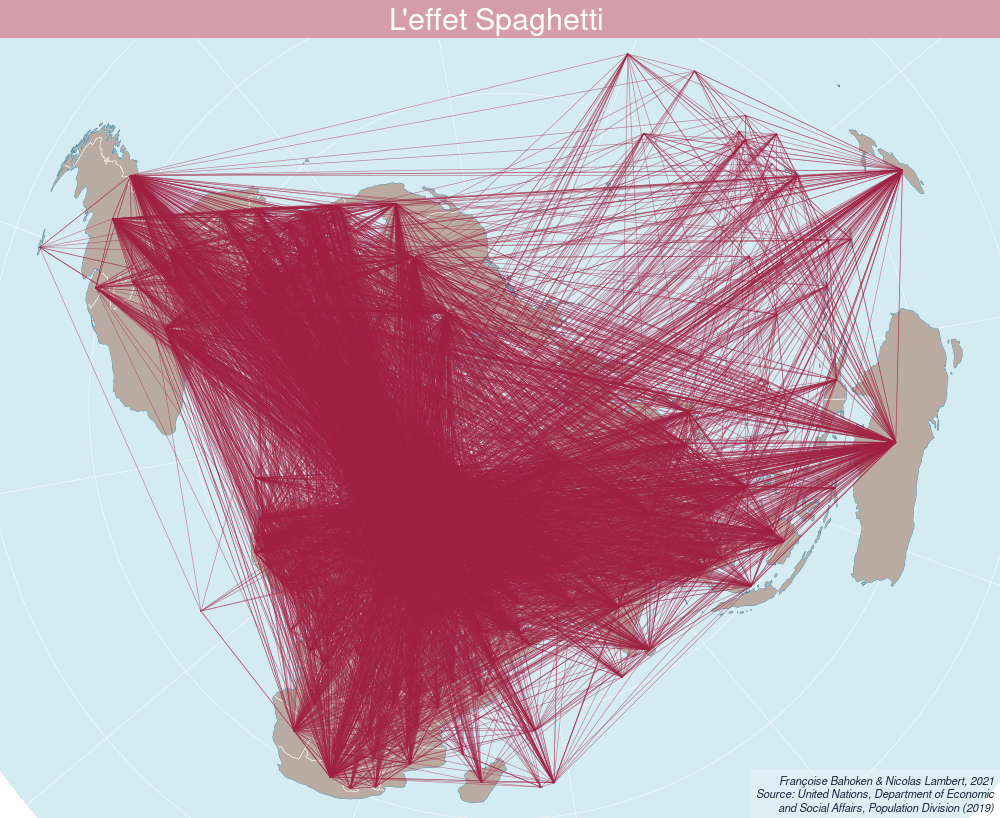 L'effet Spaghetti
Françoise Bahoken & Nicolas Lambert, 2021
Source: United Nations, Department of Economic
and Social Affairs, Population Division (2019)